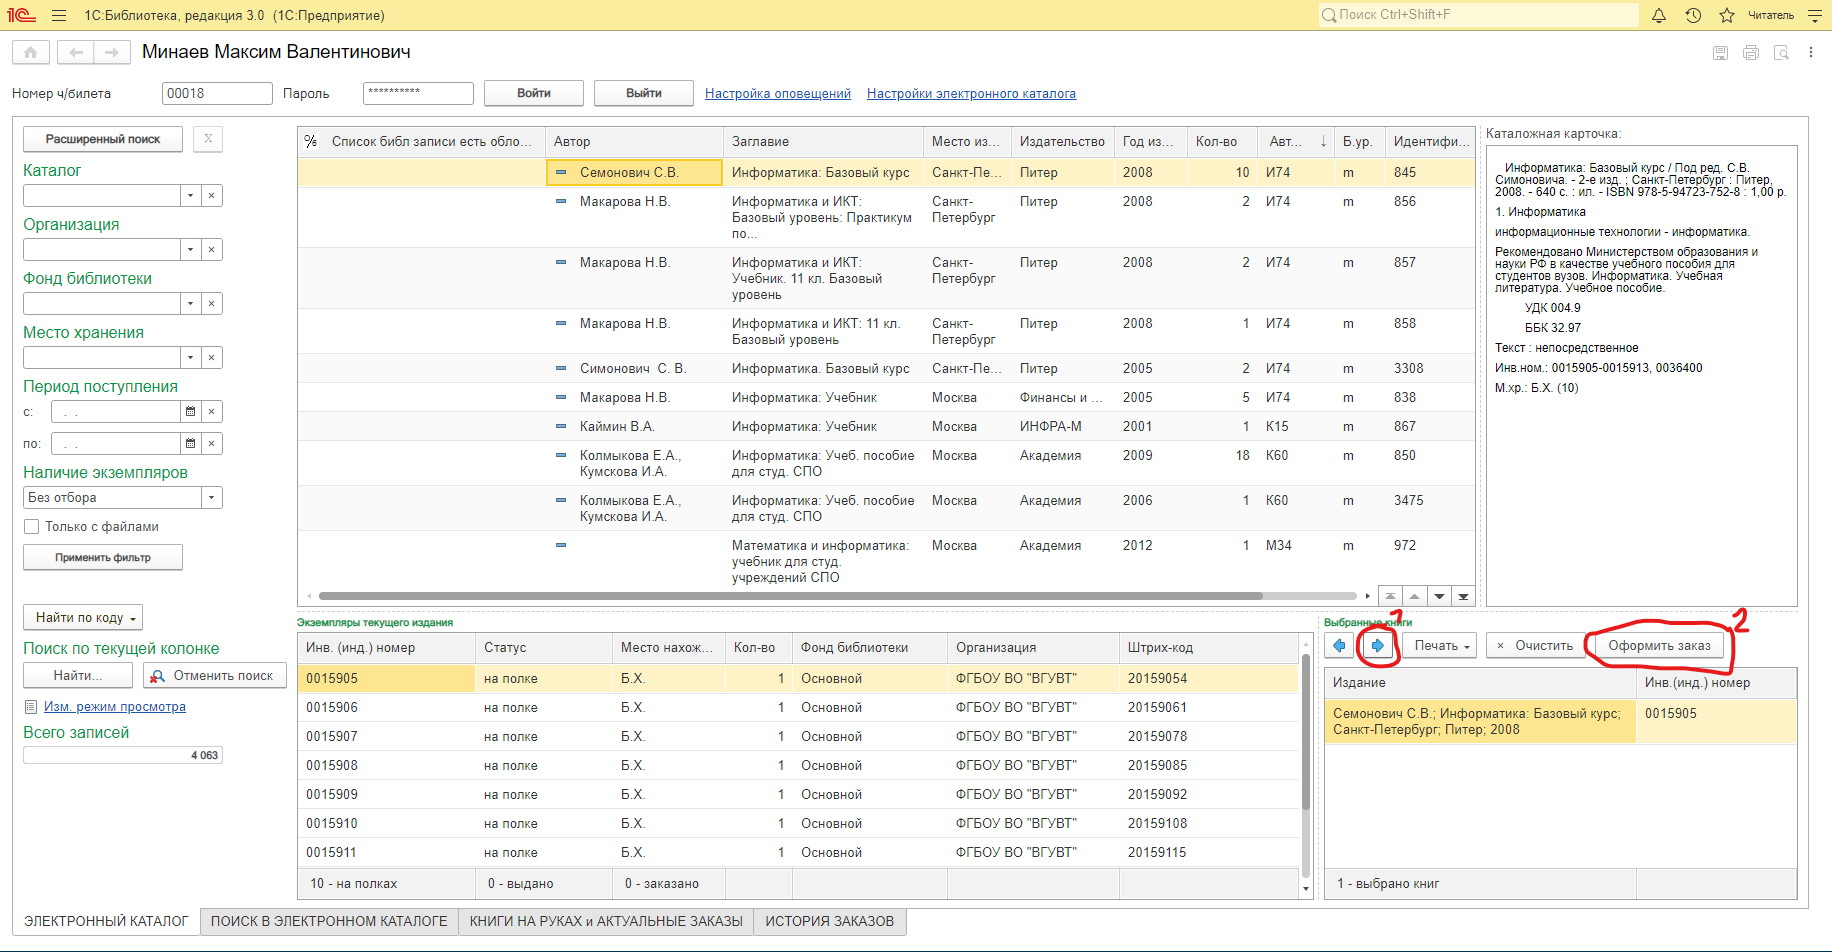 1С:Библиотека, редакция 3.0 (1С:Предприятие)
Поиск Ctrl+Shift+F
Читатель
Минаев Максим Валентинович
Номер ч/билета 00018 Пароль ********** Войти Выйти Настройка оповещений Настройки электронного каталога
Расширенный поиск X
Каталог
Организация
Фонд библиотеки
Место хранения
Период поступления
с: . .
по: . .
Наличие экземпляров
Без отбора
Только с файлами
Применить фильтр
Найти по коду
Поиск по текущей колонке
Найти... Отменить поиск
Изм. режим просмотра
Всего записей
4 063
% Список библ записи есть обло... Автор Заглавие Место из... Издательство Год из... Кол-во Авт... ↓ Б.ур. Идентифи...
Семонович С.В. Информатика: Базовый курс Санкт-Пе... Питер 2008 10 И74 m 845
Макарова Н.В. Информатика и ИКТ: Санкт- Питер 2008 2 И74 m 856
Базовый уровень: Практикум Петербург
по...
Макарова Н.В. Информатика и ИКТ: Санкт- Питер 2008 2 И74 m 857
Учебник. 11 кл. Базовый Петербург
уровень
Макарова Н.В. Информатика и ИКТ: 11 кл. Санкт- Питер 2008 1 И74 m 858
Базовый уровень Петербург
Симонович С. В. Информатика. Базовый курс Санкт-Пе... Питер 2005 2 И74 m 3308
Макарова Н.В. Информатика: Учебник Москва Финансы и ... 2005 5 И74 m 838
Каймин В.А. Информатика: Учебник Москва ИНФРА-М 2001 1 К15 m 867
Колмыкова Е.А., Информатика: Учеб. пособие Москва Академия 2009 18 К60 m 850
Кумскова И.А. для студ. СПО
Колмыкова Е.А., Информатика: Учеб. пособие Москва Академия 2006 1 К60 m 3475
Кумскова И.А. для студ. СПО
Математика и информатика: Москва Академия 2012 1 М34 m 972
учебник для студ.
учреждений СПО
Каталожная карточка:
Информатика: Базовый курс / Под ред. С.В.
Симоновича. - 2-е изд. ; Санкт-Петербург : Питер,
2008. - 640 с. : ил. - ISBN 978-5-94723-752-8 : 1,00 р.
1. Информатика
информационные технологии - информатика.
Рекомендовано Министерством образования и
науки РФ в качестве учебного пособия для
студентов вузов. Информатика. Учебная
литература. Учебное пособие.
УДК 004.9
ББК 32.97
Текст : непосредственное
Инв.ном.: 0015905-0015913, 0036400
М.хр.: Б.Х. (10)
Экземпляры текущего издания
Инв. (инд.) номер Статус Место нахож... Кол-во Фонд библиотеки Организация Штрих-код
0015905 на полке Б.Х. 1 Основной ФГБОУ ВО "ВГУВТ" 20159054
0015906 на полке Б.Х. 1 Основной ФГБОУ ВО "ВГУВТ" 20159061
0015907 на полке Б.Х. 1 Основной ФГБОУ ВО "ВГУВТ" 20159078
0015908 на полке Б.Х. 1 Основной ФГБОУ ВО "ВГУВТ" 20159085
0015909 на полке Б.Х. 1 Основной ФГБОУ ВО "ВГУВТ" 20159092
0015910 на полке Б.Х. 1 Основной ФГБОУ ВО "ВГУВТ" 20159108
0015911 на полке Б.Х. 1 Основной ФГБОУ ВО "ВГУВТ" 20159115
10 - на полках 0 - выдано 0 - заказано
Выбранные книги
1 2
Печать × Очистить Оформить заказ
Издание Инв.(инд.) номер
Семонович С.В.; Информатика: Базовый курс; 0015905
Санкт-Петербург; Питер; 2008
1 - выбрано книг
ЭЛЕКТРОННЫЙ КАТАЛОГ ПОИСК В ЭЛЕКТРОННОМ КАТАЛОГЕ КНИГИ НА РУКАХ и АКТУАЛЬНЫЕ ЗАКАЗЫ ИСТОРИЯ ЗАКАЗОВ